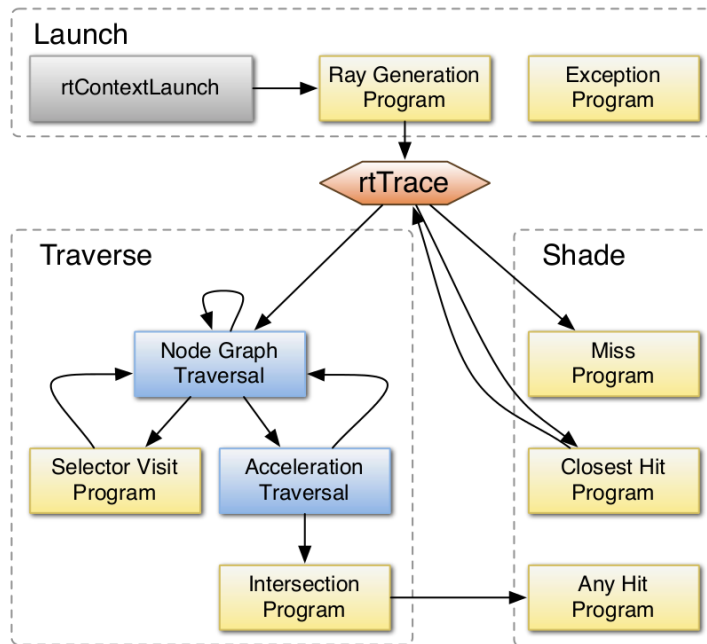 Launch
rtContextLaunch
Ray Generation
Program
Exception
Program
rtTrace
Traverse
Shade
Node Graph
Traversal
Miss
Program
Selector Visit
Program
Acceleration
Traversal
Closest Hit
Program
Intersection
Program
Any Hit
Program